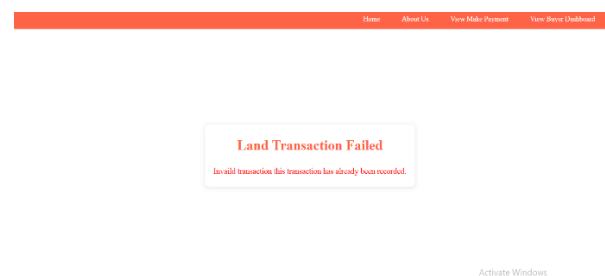 Home About Us View Make Payment View Buyer Dashboard
Land Transaction Failed
Invaild transaction this transaction has already been recorded.
Activate Windows